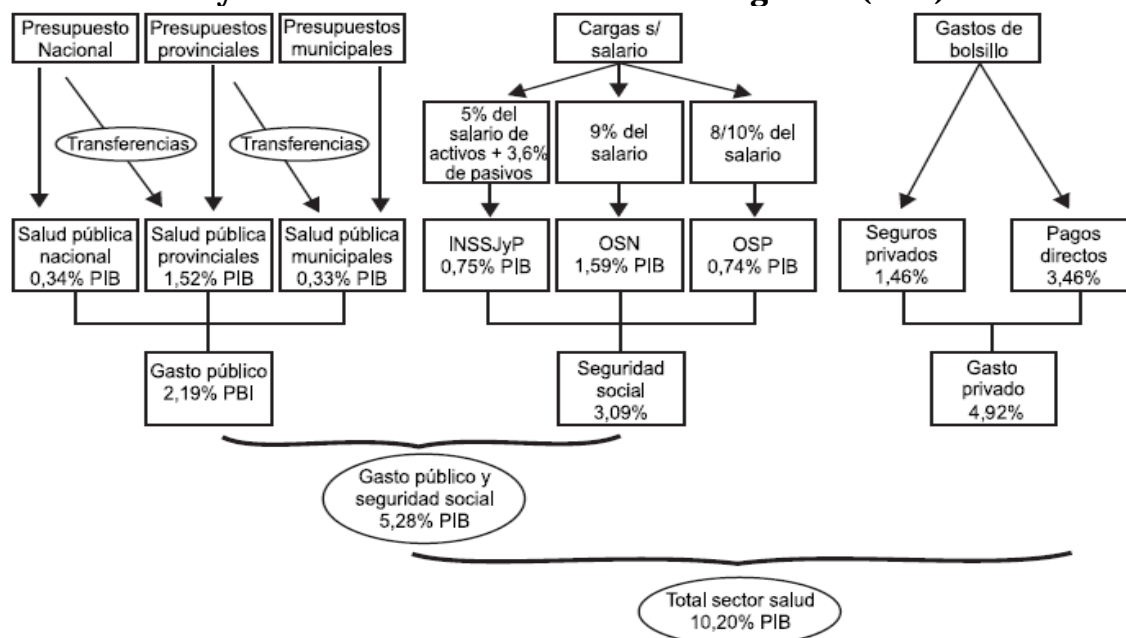 Presupuesto
Nacional
Presupuestos
provinciales
Presupuestos
municipales
Cargas s/
salario
Gastos de
bolsillo
Transferencias
Transferencias
5% del
salario de
activos + 3,6%
de pasivos
9% del
salario
8/10% del
salario
Salud pública
nacional
0,34% PIB
Salud pública
provinciales
1,52% PIB
Salud pública
municipales
0,33% PIB
INSSJyP
0,75% PIB
OSN
1,59% PIB
OSP
0,74% PIB
Seguros
privados
1,46%
Pagos
directos
3,46%
Gasto público
2,19% PBI
Seguridad
social
3,09%
Gasto
privado
4,92%
Gasto público y
seguridad social
5,28% PIB
Total sector salud
10,20% PIB